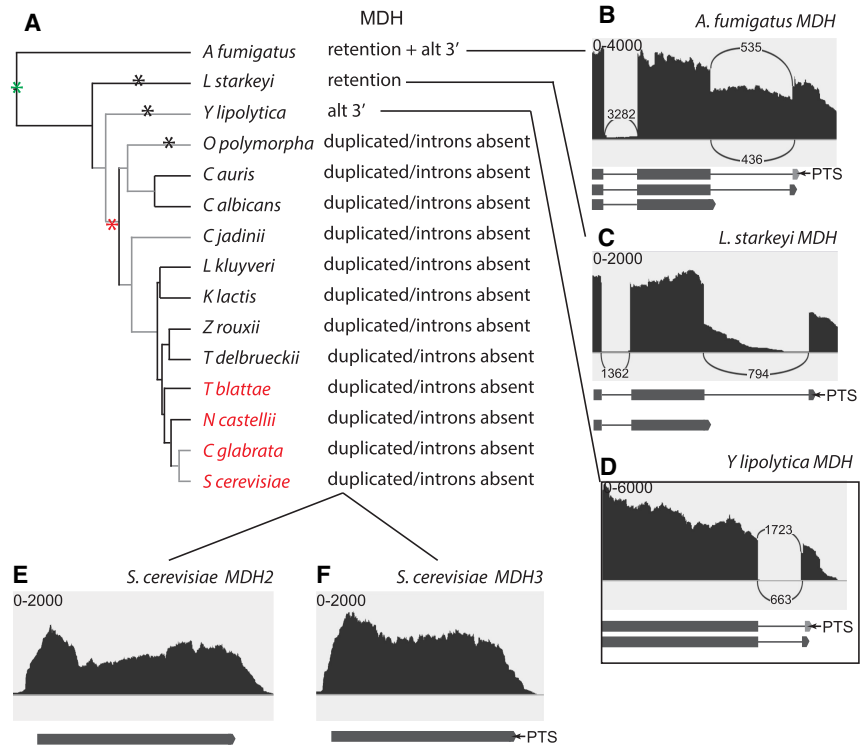 A
MDH
A fumigatus retention + alt 3’
L starkeyi retention
Y lipolytica alt 3’
O polymorpha duplicated/introns absent
C auris duplicated/introns absent
C albicans duplicated/introns absent
C jadinii duplicated/introns absent
L kluyveri duplicated/introns absent
K lactis duplicated/introns absent
Z rouxii duplicated/introns absent
T delbrueckii duplicated/introns absent
T blattae duplicated/introns absent
N castellii duplicated/introns absent
C glabrata duplicated/introns absent
S cerevisiae duplicated/introns absent
B
A. fumigatus MDH
0-4000
535
3282
436
PTS
C
L. starkeyi MDH
0-2000
1362
794
PTS
D
Y lipolytica MDH
0-6000
1723
663
PTS
E
S. cerevisiae MDH2
0-2000
F
S. cerevisiae MDH3
0-2000
PTS